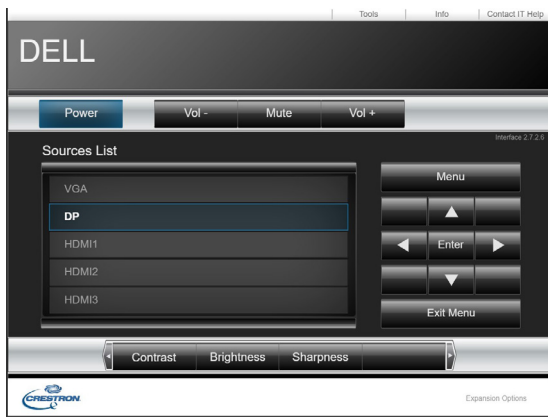 Tools Info Contact IT Help
DELL
Power Vol - Mute Vol +
Interface 2.7.2.6
Sources List
VGA
DP
HDMI1
HDMI2
HDMI3
Menu
Enter
Exit Menu
Contrast Brightness Sharpness
CRESTRON
Expansion Options